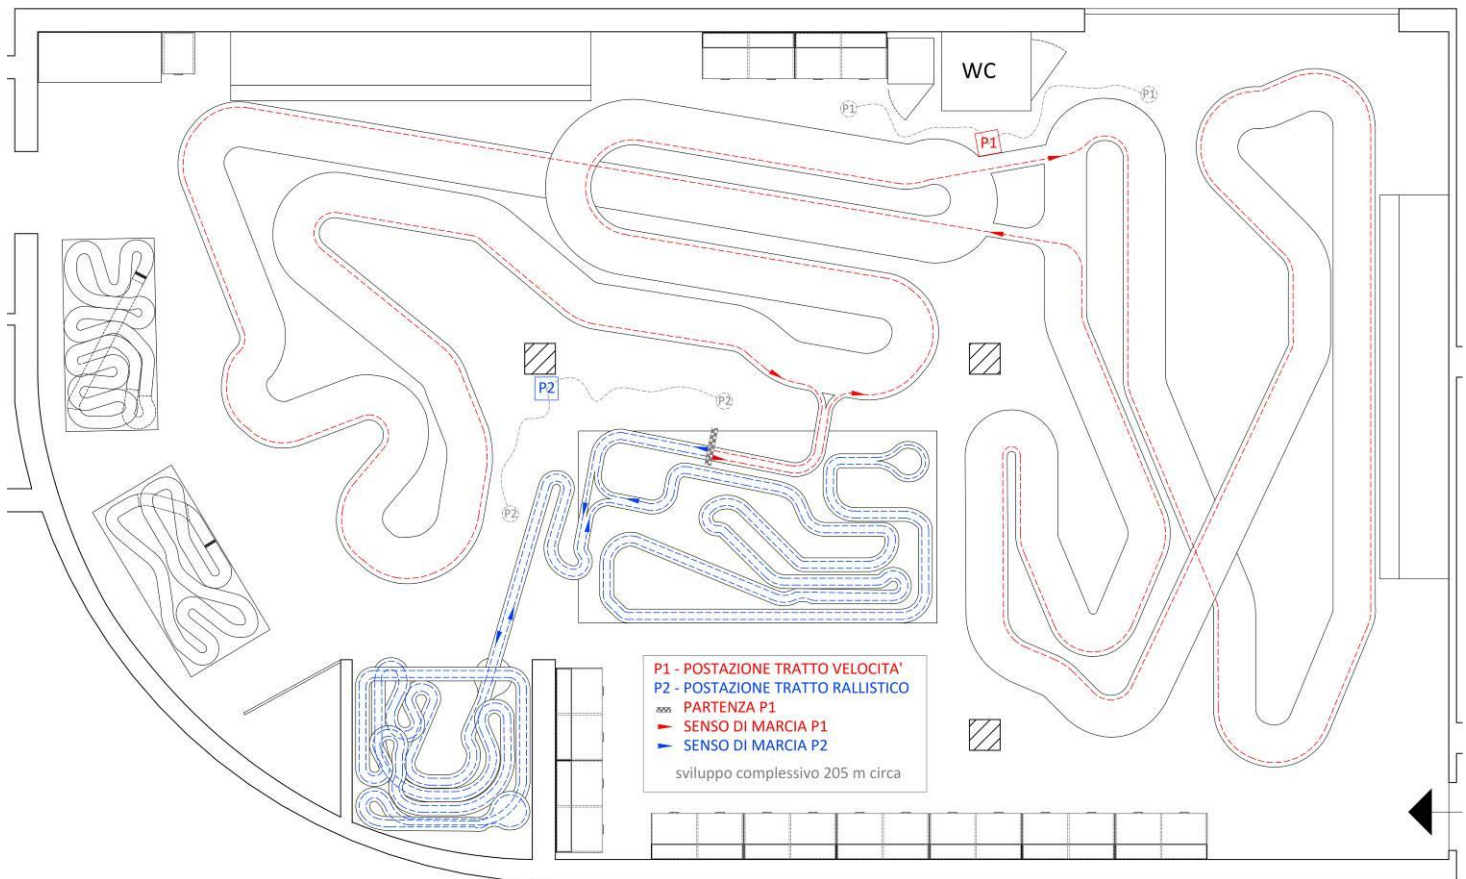 WC
P1
P1
P1
P2
P2
P2
P1 - POSTAZIONE TRATTO VELOCITA'
P2 - POSTAZIONE TRATTO RALLISTICO
PARTENZA P1
SENSO DI MARCIA P1
SENSO DI MARCIA P2
sviluppo complessivo 205 m circa